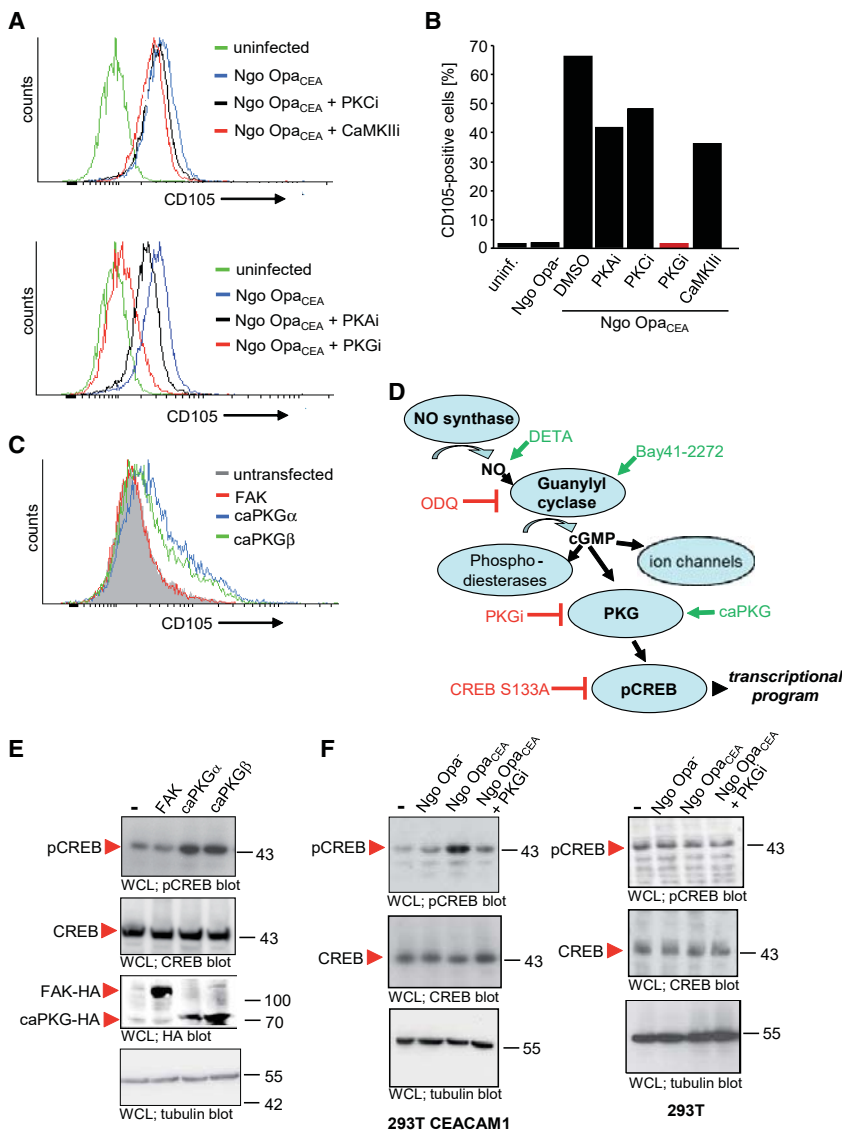 A
counts
uninfected
Ngo OpaCEA
Ngo OpaCEA + PKCi
Ngo OpaCEA + CaMKIIi
CD105
counts
uninfected
Ngo OpaCEA
Ngo OpaCEA + PKAi
Ngo OpaCEA + PKGi
CD105
B
CD105-positive cells [%]
70
60
50
40
30
20
10
0
uninf.
Ngo Opa-
DMSO
PKAi
PKCi
PKGi
CaMKIIi
Ngo OpaCEA
C
counts
untransfected
FAK
caPKGα
caPKGβ
CD105
D
NO synthase
DETA
NO
Bay41-2272
Guanylyl
cyclase
ODQ
cGMP
Phospho-
diesterases
ion channels
PKGi
PKG
caPKG
CREB S133A
pCREB
transcriptional
program
E
-
FAK
caPKGα
caPKGβ
pCREB
43
WCL; pCREB blot
CREB
43
WCL; CREB blot
FAK-HA
100
caPKG-HA
70
WCL; HA blot
55
42
WCL; tubulin blot
F
-
Ngo Opa-
Ngo OpaCEA
Ngo OpaCEA
+ PKGi
pCREB
43
WCL; pCREB blot
CREB
43
WCL; CREB blot
55
WCL; tubulin blot
293T CEACAM1
-
Ngo Opa-
Ngo OpaCEA
Ngo OpaCEA
+ PKGi
pCREB
43
WCL; pCREB blot
CREB
43
WCL; CREB blot
55
WCL; tubulin blot
293T